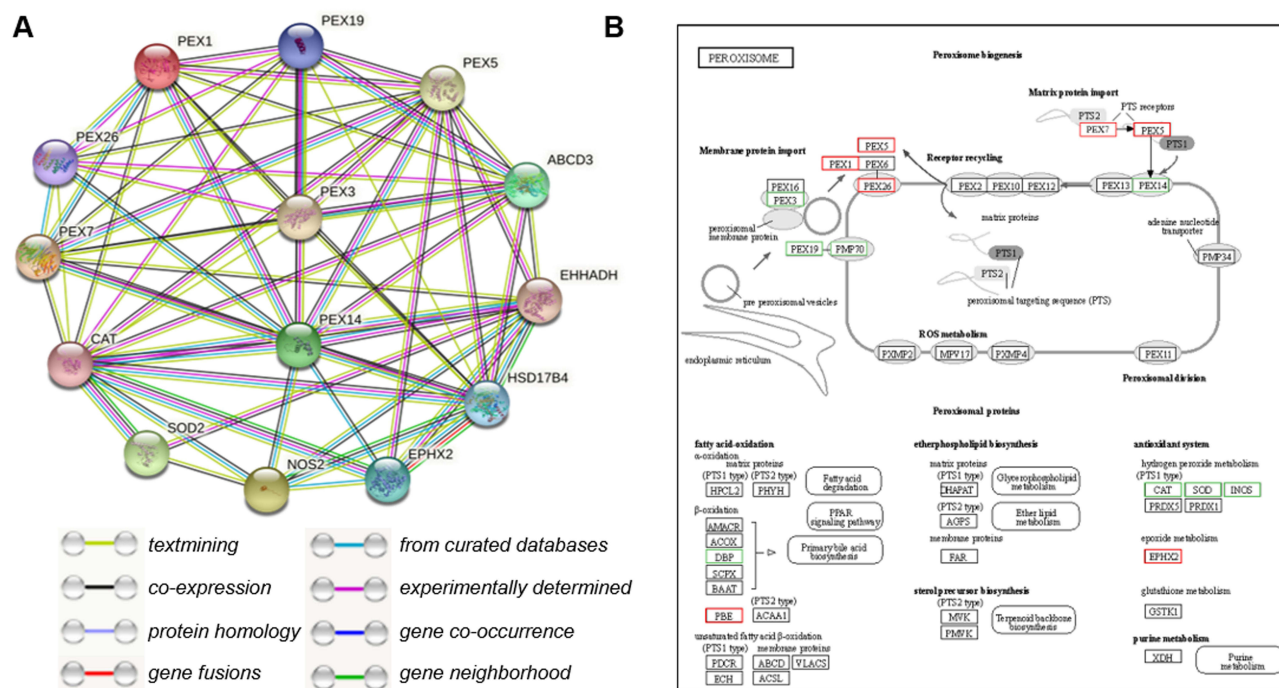 A
PEX19
PEX1
PEX5
PEX26
ABCD3
PEX3
PEX7
EHHADH
PEX14
CAT
HSD17B4
SOD2
NOS2
EPHX2
textmining
co-expression
protein homology
gene fusions
from curated databases
experimentally determined
gene co-occurrence
gene neighborhood
B
PEROXISOME
Peroxisome biogenesis
Matrix protein import
PTS2
PTS receptors
PEX7
PEX5
PTS1
Membrane protein import
PEX5
PEX1
PEX6
PEX26
Receptor recycling
PEX2
PEX10
PEX12
PEX13
PEX14
PEX16
PEX3
peroxisomal
membrane protein
matrix proteins
adenine nucleotide
transporter
PEX19
PMP70
PTS1
PTS2
PMP34
peroxisomal targeting sequence (PTS)
pre peroxisomal vesicles
endoplasmic reticulum
ROS metabolism
PXMP2
MPV17
PXMP4
PEX11
Peroxisomal division
Peroxisomal proteins
fatty acid-oxidation
α-oxidation
matrix proteins
(PTS1 type)
(PTS2 type)
HPCL2
PHYH
Fatty acid
degradation
β-oxidation
AMACR
ACOX
DBP
SCPX
BAAT
PPAR
signaling pathway
Primary bile acid
biosynthesis
PBE
(PTS2 type)
ACAA1
unsaturated fatty acid β-oxidation
(PTS1 type)
membrane proteins
PDCR
ABCD
VLACS
ECH
ACSL
etherphospholipid biosynthesis
matrix proteins
(PTS1 type)
DHAPAT
(PTS2 type)
AGPS
Glycerophospholipid
metabolism
Ether lipid
metabolism
membrane proteins
FAR
sterol precursor biosynthesis
(PTS2 type)
MVK
PMVK
Terpenoid backbone
biosynthesis
antioxidant system
hydrogen peroxide metabolism
(PTS1 type)
CAT
SOD
INOS
PRDX5
PRDX1
epoxide metabolism
EPHX2
glutathione metabolism
GSTK1
purine metabolism
XDH
Purine
metabolism